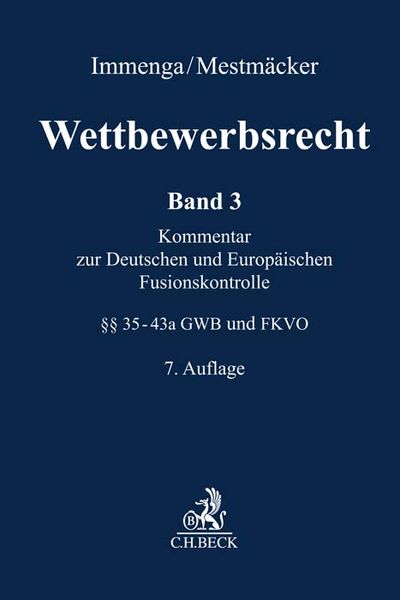 Immenga/Mestmäcker
Wettbewerbsrecht
Band 3
Kommentar
zur Deutschen und Europäischen
Fusionskontrolle
§§ 35-43a GWB und FKVO
7. Auflage
B
C.H.BECK